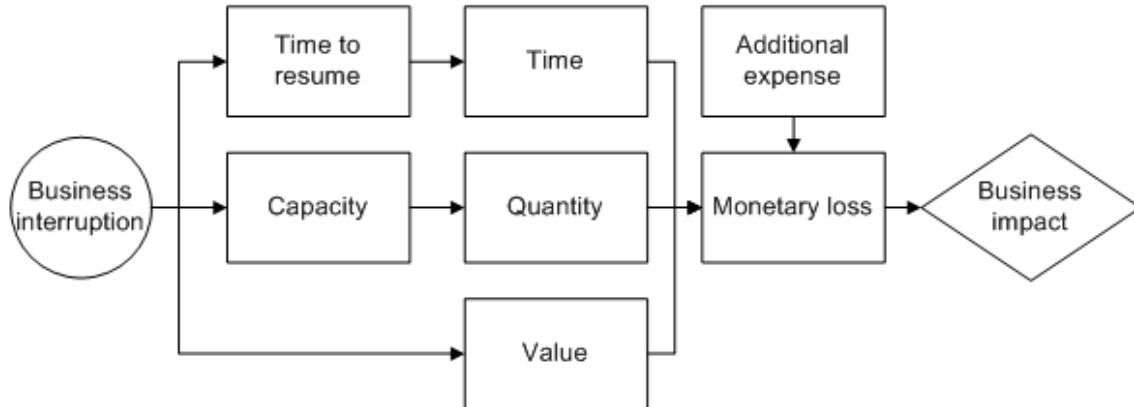 Time to
resume
Time
Additional
expense
Business
interruption
Capacity
Quantity
Monetary loss
Business
impact
Value